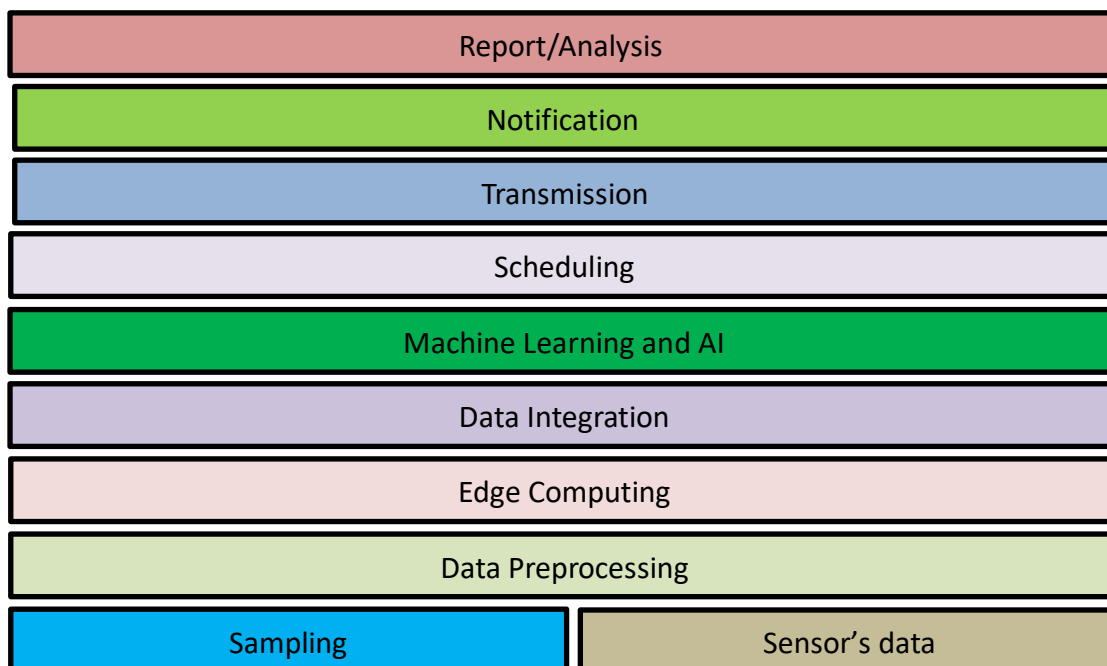 Report/Analysis
Notification
Transmission
Scheduling
Machine Learning and AI
Data Integration
Edge Computing
Data Preprocessing
Sampling
Sensor’s data